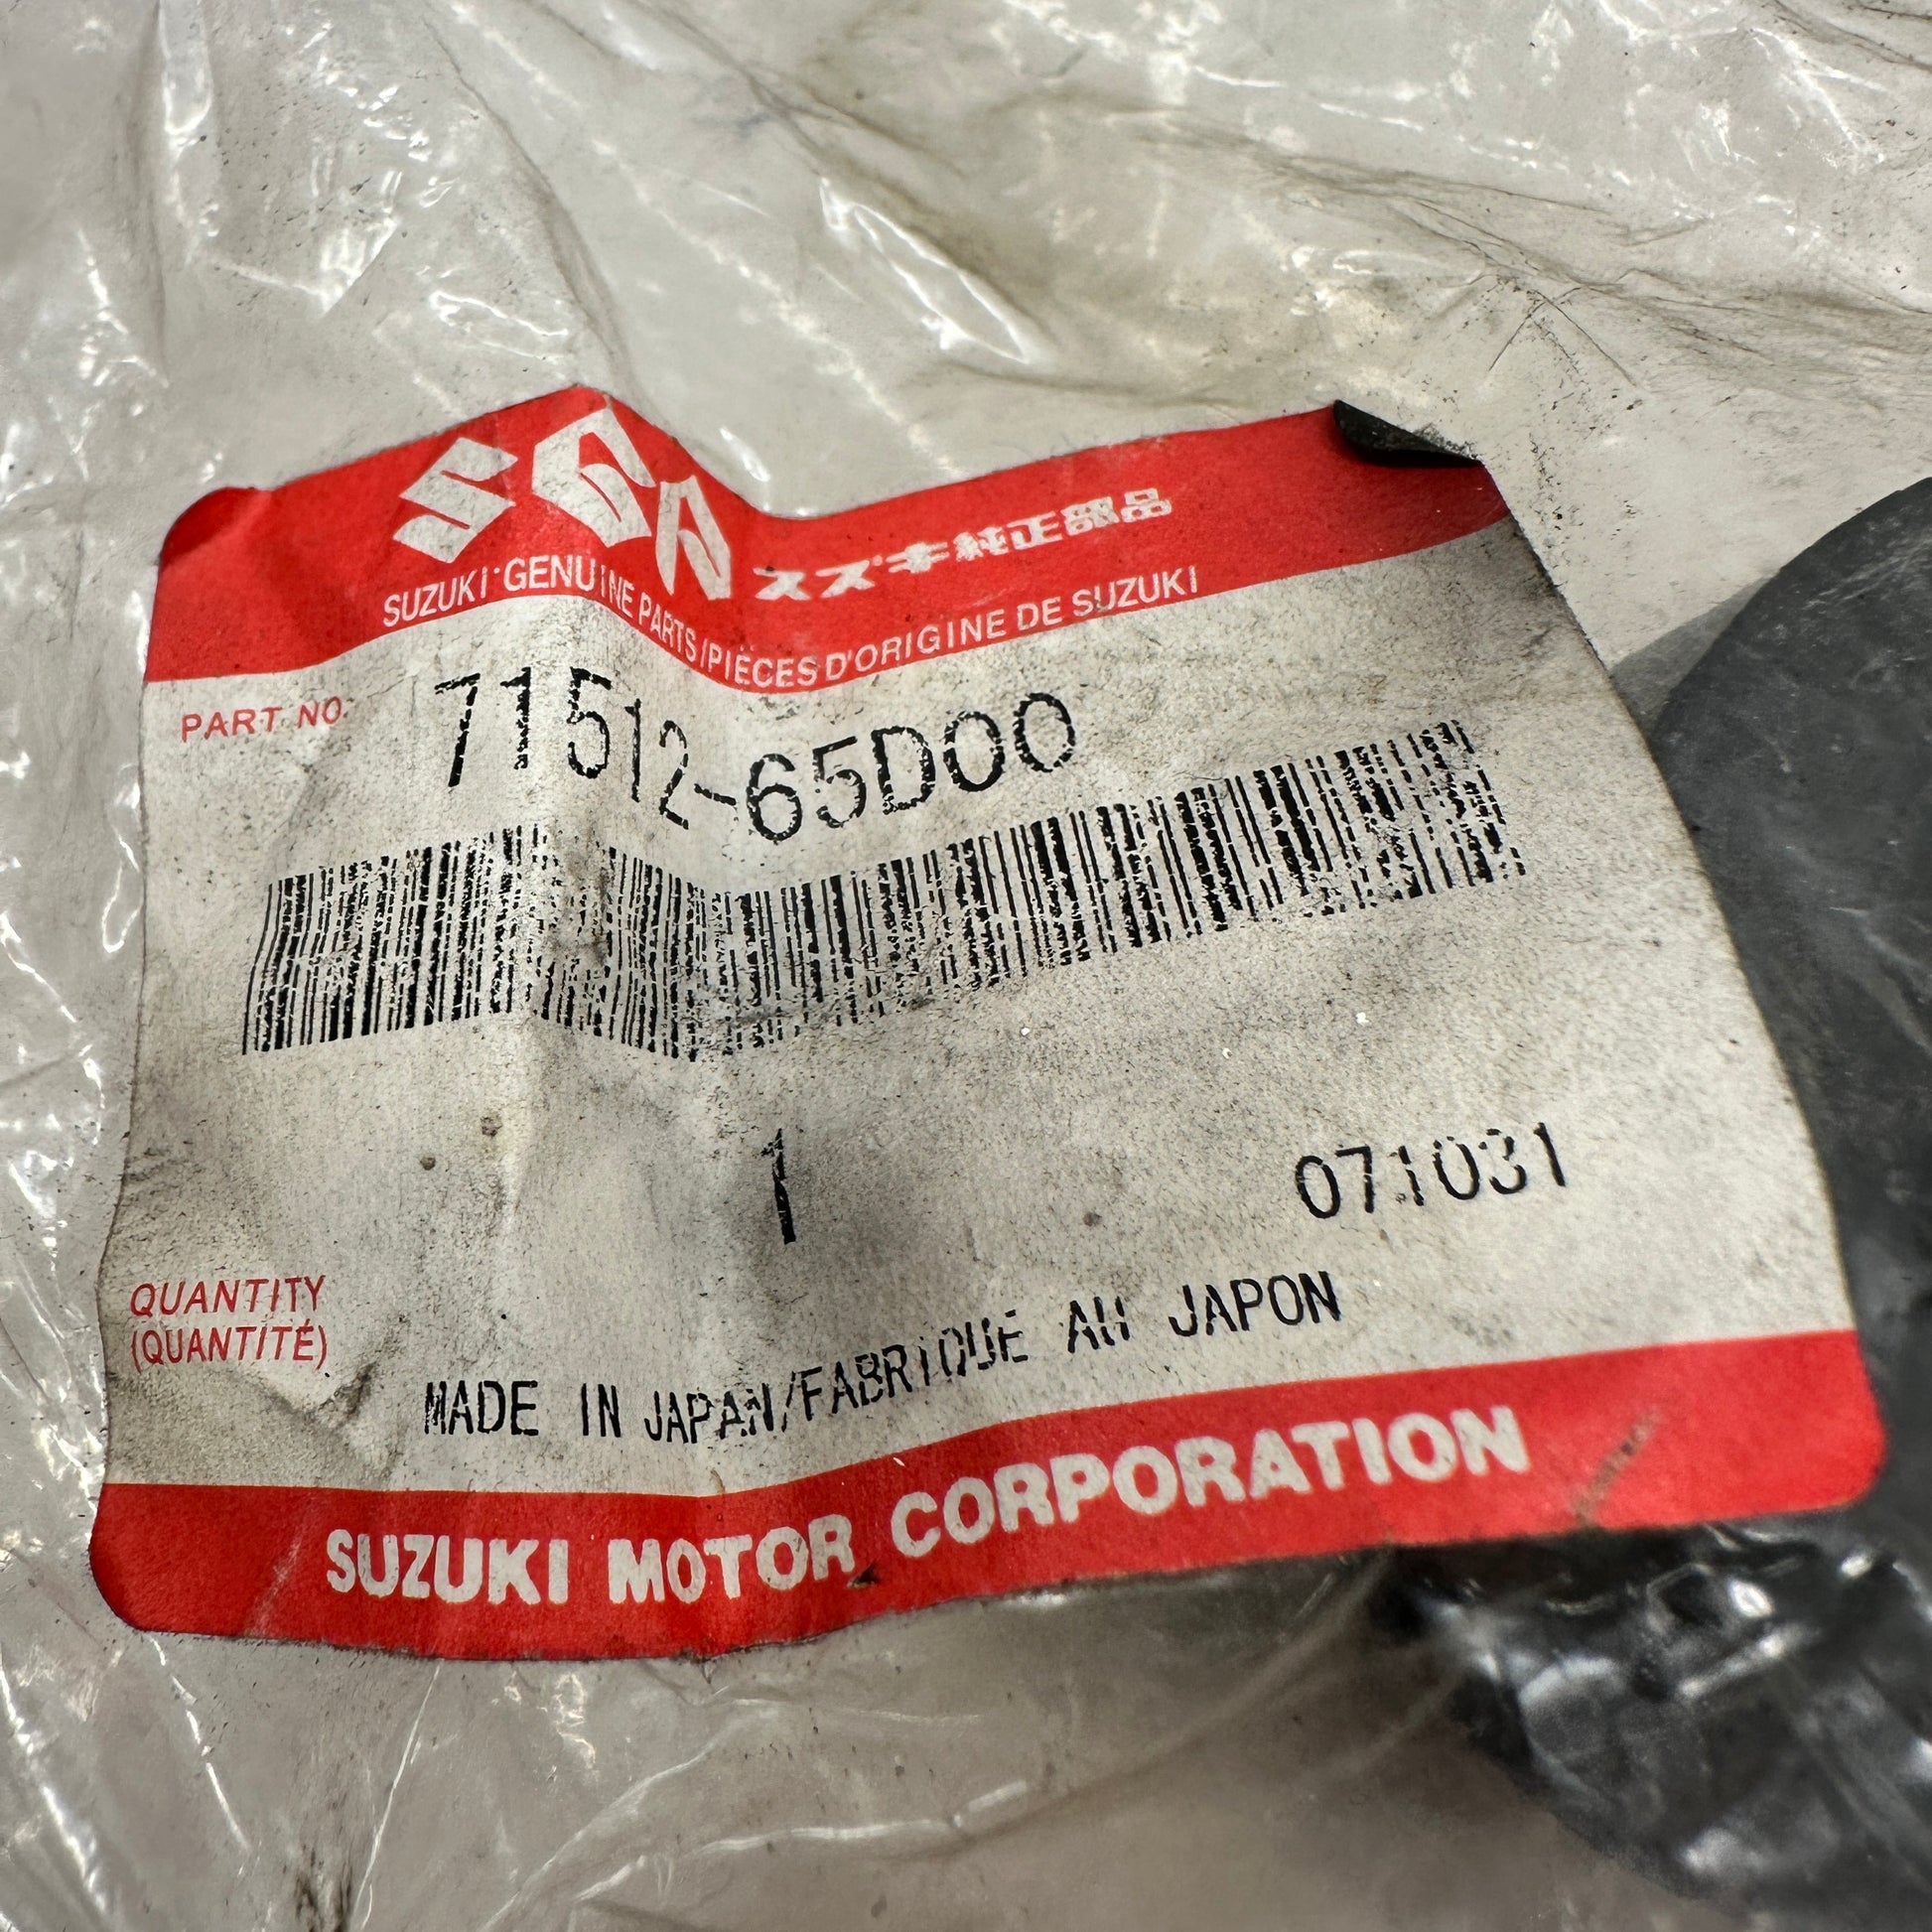 SGP スズキ純正部品
SUZUKI GENUINE PARTS/PIÈCES D'ORIGINE DE SUZUKI
PART NO. 71512-65D00
1 071031
QUANTITY
(QUANTITÉ)
MADE IN JAPAN/FABRIQUE AU JAPON
SUZUKI MOTOR CORPORATION